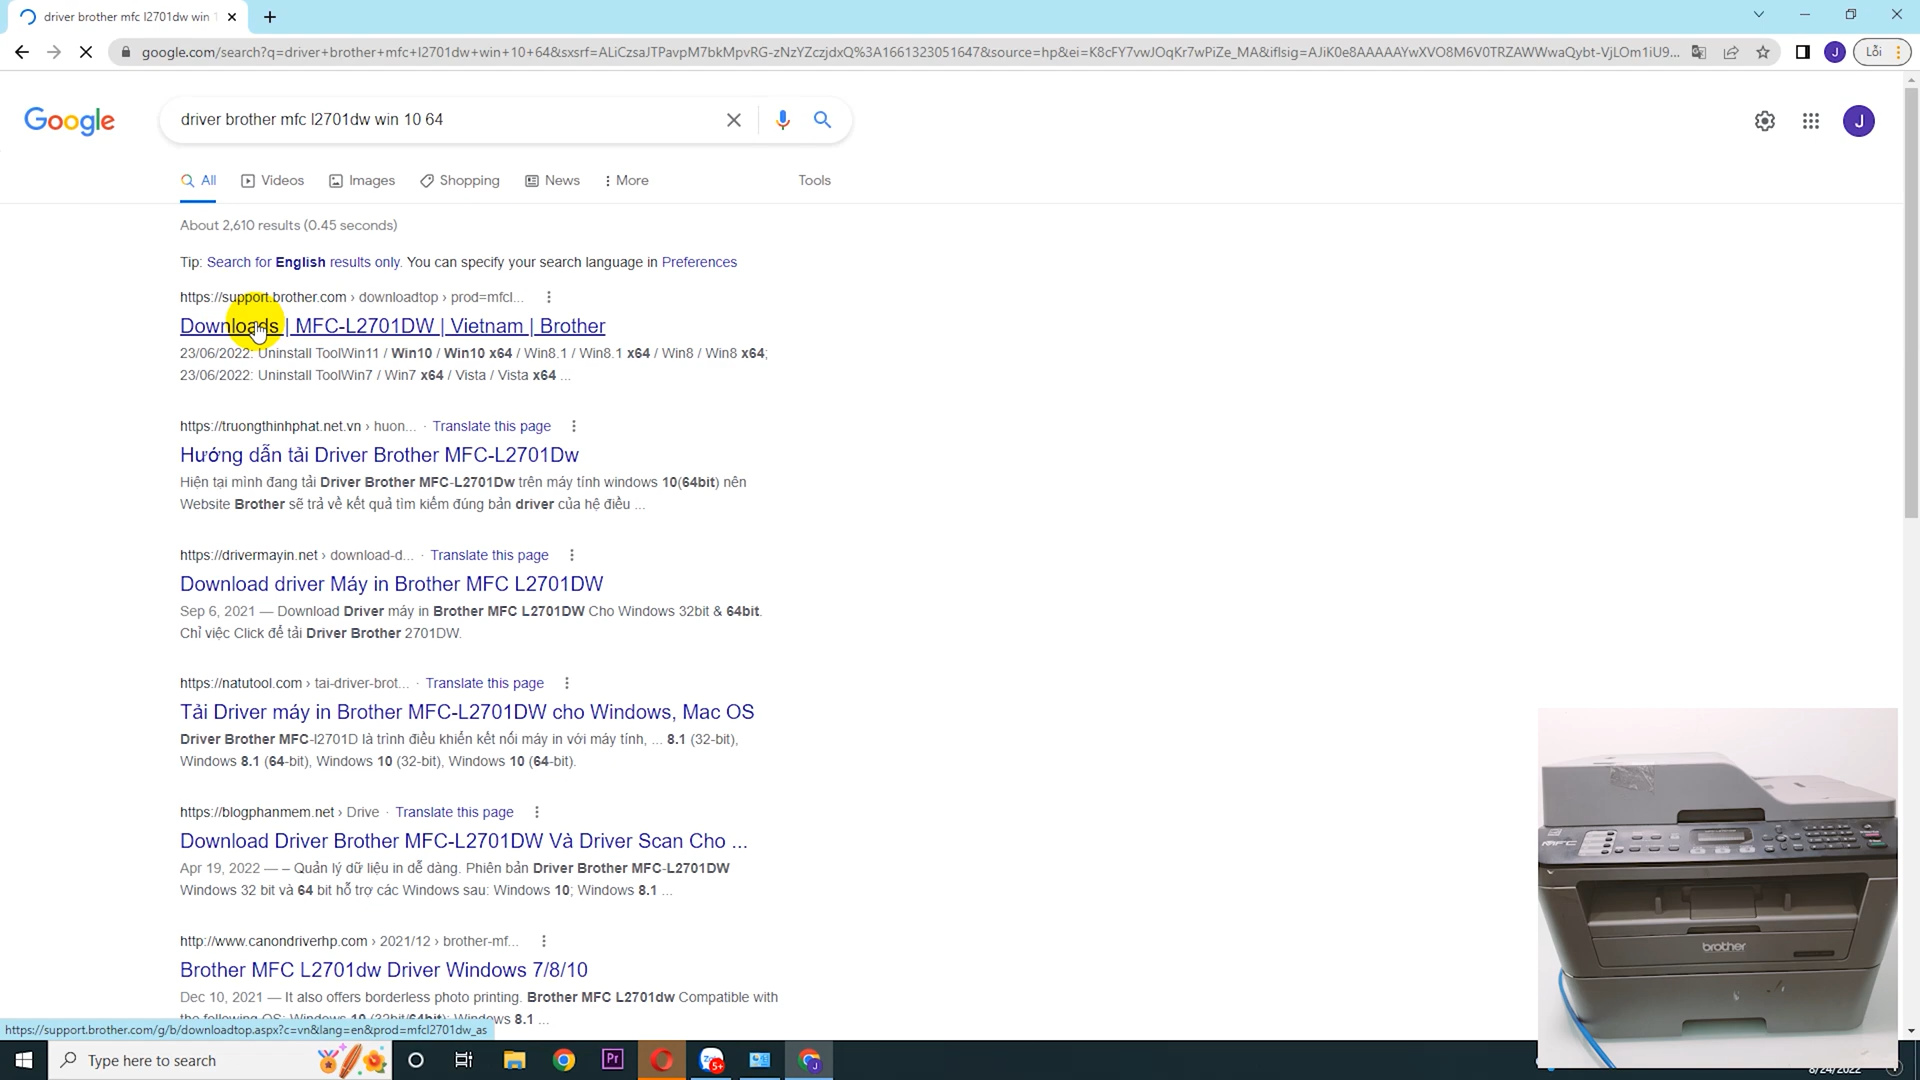 driver brother mfc l2701dw win 1
google.com/search?q=driver+brother+mfc+l2701dw+win+10+64&sxsrf=ALiCzsaJTPavpM7bkMpvRG-zNzYZczjdxQ%3A1661323051647&source=hp&ei=K8cFY7vwJOqKr7wPiZe_MA&iflsig=AJiK0e8AAAAAYwXVO8M6V0TRZAWWwaQybt-VjLOm1iU9...
J
Lỗi
Google
driver brother mfc l2701dw win 10 64
J
All
Videos
Images
Shopping
News
More
Tools
About 2,610 results (0.45 seconds)
Tip: Search for English results only. You can specify your search language in Preferences
https://support.brother.com › downloadtop › prod=mfcl...
Downloads | MFC-L2701DW | Vietnam | Brother
23/06/2022: Uninstall ToolWin11 / Win10 / Win10 x64 / Win8.1 / Win8.1 x64 / Win8 / Win8 x64;
23/06/2022: Uninstall ToolWin7 / Win7 x64 / Vista / Vista x64 ...
https://truongthinhphat.net.vn › huon... · Translate this page
Hướng dẫn tải Driver Brother MFC-L2701Dw
Hiện tại mình đang tải Driver Brother MFC-L2701Dw trên máy tính windows 10(64bit) nên
Website Brother sẽ trả về kết quả tìm kiếm đúng bản driver của hệ điều ...
https://drivermayin.net › download-d... · Translate this page
Download driver Máy in Brother MFC L2701DW
Sep 6, 2021 — Download Driver máy in Brother MFC L2701DW Cho Windows 32bit & 64bit.
Chỉ việc Click để tải Driver Brother 2701DW.
https://natutool.com › tai-driver-brot... · Translate this page
Tải Driver máy in Brother MFC-L2701DW cho Windows, Mac OS
Driver Brother MFC-l2701D là trình điều khiển kết nối máy in với máy tính, ... 8.1 (32-bit),
Windows 8.1 (64-bit), Windows 10 (32-bit), Windows 10 (64-bit).
https://blogphanmem.net › Drive · Translate this page
Download Driver Brother MFC-L2701DW Và Driver Scan Cho ...
Apr 19, 2022 — – Quản lý dữ liệu in dễ dàng. Phiên bản Driver Brother MFC-L2701DW
Windows 32 bit và 64 bit hỗ trợ các Windows sau: Windows 10; Windows 8.1 ...
http://www.canondriverhp.com › 2021/12 › brother-mf...
Brother MFC L2701dw Driver Windows 7/8/10
Dec 10, 2021 — It also offers borderless photo printing. Brother MFC L2701dw Compatible with
the following OS: Windows 10 (32bit/64bit); Windows 8.1 ...
https://support.brother.com/g/b/downloadtop.aspx?c=vn&lang=en&prod=mfcl2701dw_as
MFC
brother
Type here to search
Pr
5+
8/24/2022